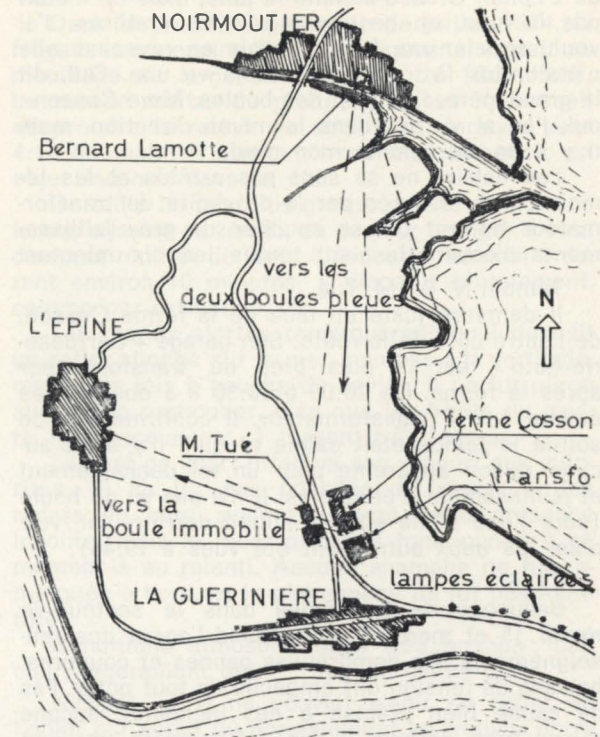 NOIRMOUTIER
Bernard Lamotte
vers les
deux boules bleues
L'EPINE
N
ferme Cosson
M.Tué
transfo
vers la
boule immobile
lampes éclairées
LA GUERINIERE